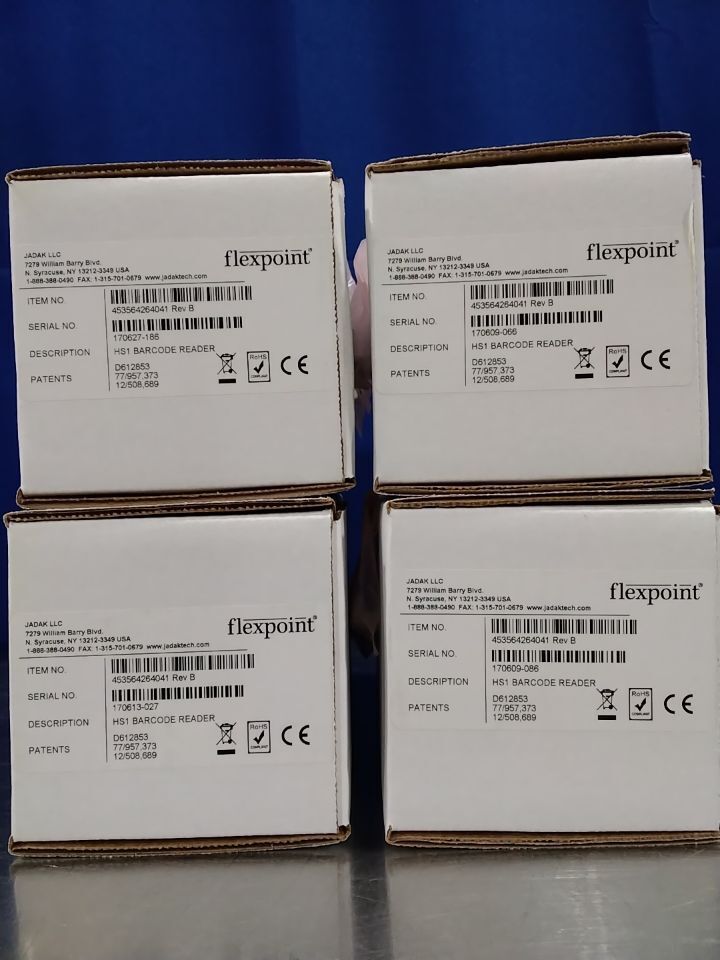 JADAK LLC
7279 William Barry Blvd.
N. Syracuse, NY 13212-3349 USA
1-888-388-0490 FAX: 1-315-701-0679 www.jadaktech.com
flexpoint®
ITEM NO.
453564264041 Rev B
SERIAL NO.
170627-186
DESCRIPTION HS1 BARCODE READER
PATENTS
D612853
77/957,373
12/508,689
RoHS
COMPLIANT
CE
JADAK LLC
7279 William Barry Blvd.
N. Syracuse, NY 13212-3349 USA
1-888-388-0490 FAX: 1-315-701-0679 www.jadaktech.com
flexpoint®
ITEM NO.
453564264041 Rev B
SERIAL NO.
170609-066
DESCRIPTION HS1 BARCODE READER
PATENTS
D612853
77/957,373
12/508,689
RoHS
COMPLIANT
CE
JADAK LLC
7279 William Barry Blvd.
N. Syracuse, NY 13212-3349 USA
1-888-388-0490 FAX: 1-315-701-0679 www.jadaktech.com
flexpoint®
ITEM NO.
453564264041 Rev B
SERIAL NO.
170613-027
DESCRIPTION HS1 BARCODE READER
PATENTS
D612853
77/957,373
12/508,689
RoHS
COMPLIANT
CE
JADAK LLC
7279 William Barry Blvd.
N. Syracuse, NY 13212-3349 USA
1-888-388-0490 FAX: 1-315-701-0679 www.jadaktech.com
flexpoint®
ITEM NO.
453564264041 Rev B
SERIAL NO.
170609-086
DESCRIPTION HS1 BARCODE READER
PATENTS
D612853
77/957,373
12/508,689
RoHS
COMPLIANT
CE